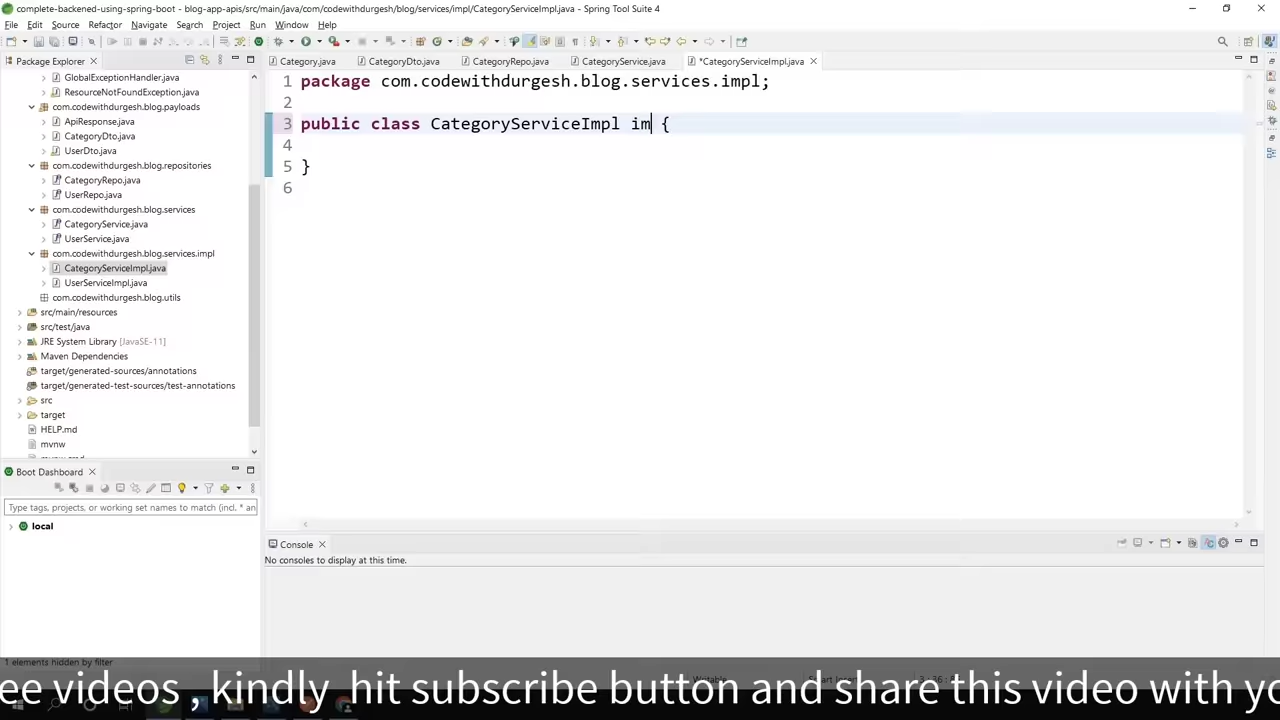 complete-backened-using-spring-boot - blog-app-apis/src/main/java/com/codewithdurgesh/blog/services/impl/CategoryServiceImpl.java - Spring Tool Suite 4
File Edit Source Refactor Navigate Search Project Run Window Help
Package Explorer
Category.java CategoryDto.java CategoryRepo.java CategoryService.java *CategoryServiceImpl.java
GlobalExceptionHandler.java
ResourceNotFoundException.java
com.codewithdurgesh.blog.payloads
ApiResponse.java
CategoryDto.java
UserDto.java
com.codewithdurgesh.blog.repositories
CategoryRepo.java
UserRepo.java
com.codewithdurgesh.blog.services
CategoryService.java
UserService.java
com.codewithdurgesh.blog.services.impl
CategoryServiceImpl.java
UserServiceImpl.java
com.codewithdurgesh.blog.utils
src/main/resources
src/test/java
JRE System Library [JavaSE-11]
Maven Dependencies
target/generated-sources/annotations
target/generated-test-sources/test-annotations
src
target
HELP.md
mvnw
1 package com.codewithdurgesh.blog.services.impl;
2
3 public class CategoryServiceImpl im {
4
5 }
6
Boot Dashboard
Type tags, projects, or working set names to match (incl. * an
local
Console
No consoles to display at this time.
1 elements hidden by filter
ee videos , kindly hit subscribe button and share this video with yo